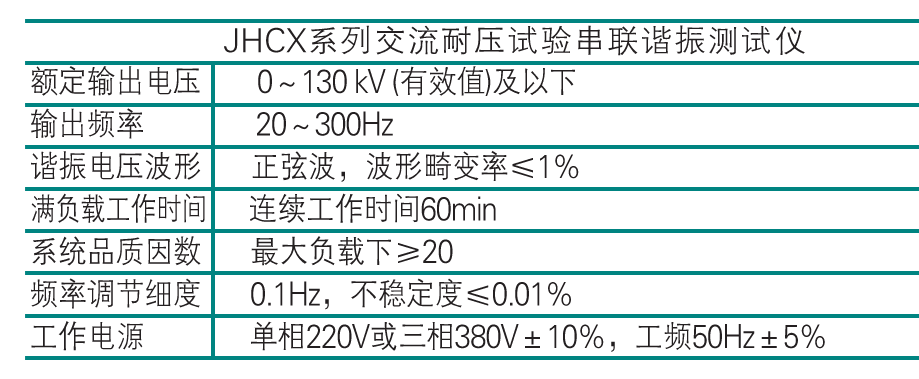 JHCX系列交流耐压试验串联谐振测试仪
额定输出电压 0~130 kV (有效值)及以下
输出频率 20~300Hz
谐振电压波形 正弦波，波形畸变率≤1%
满负载工作时间 连续工作时间60min
系统品质因数 最大负载下≥20
频率调节细度 0.1Hz，不稳定度≤0.01%
工作电源 单相220V或三相380V±10%，工频50Hz±5%